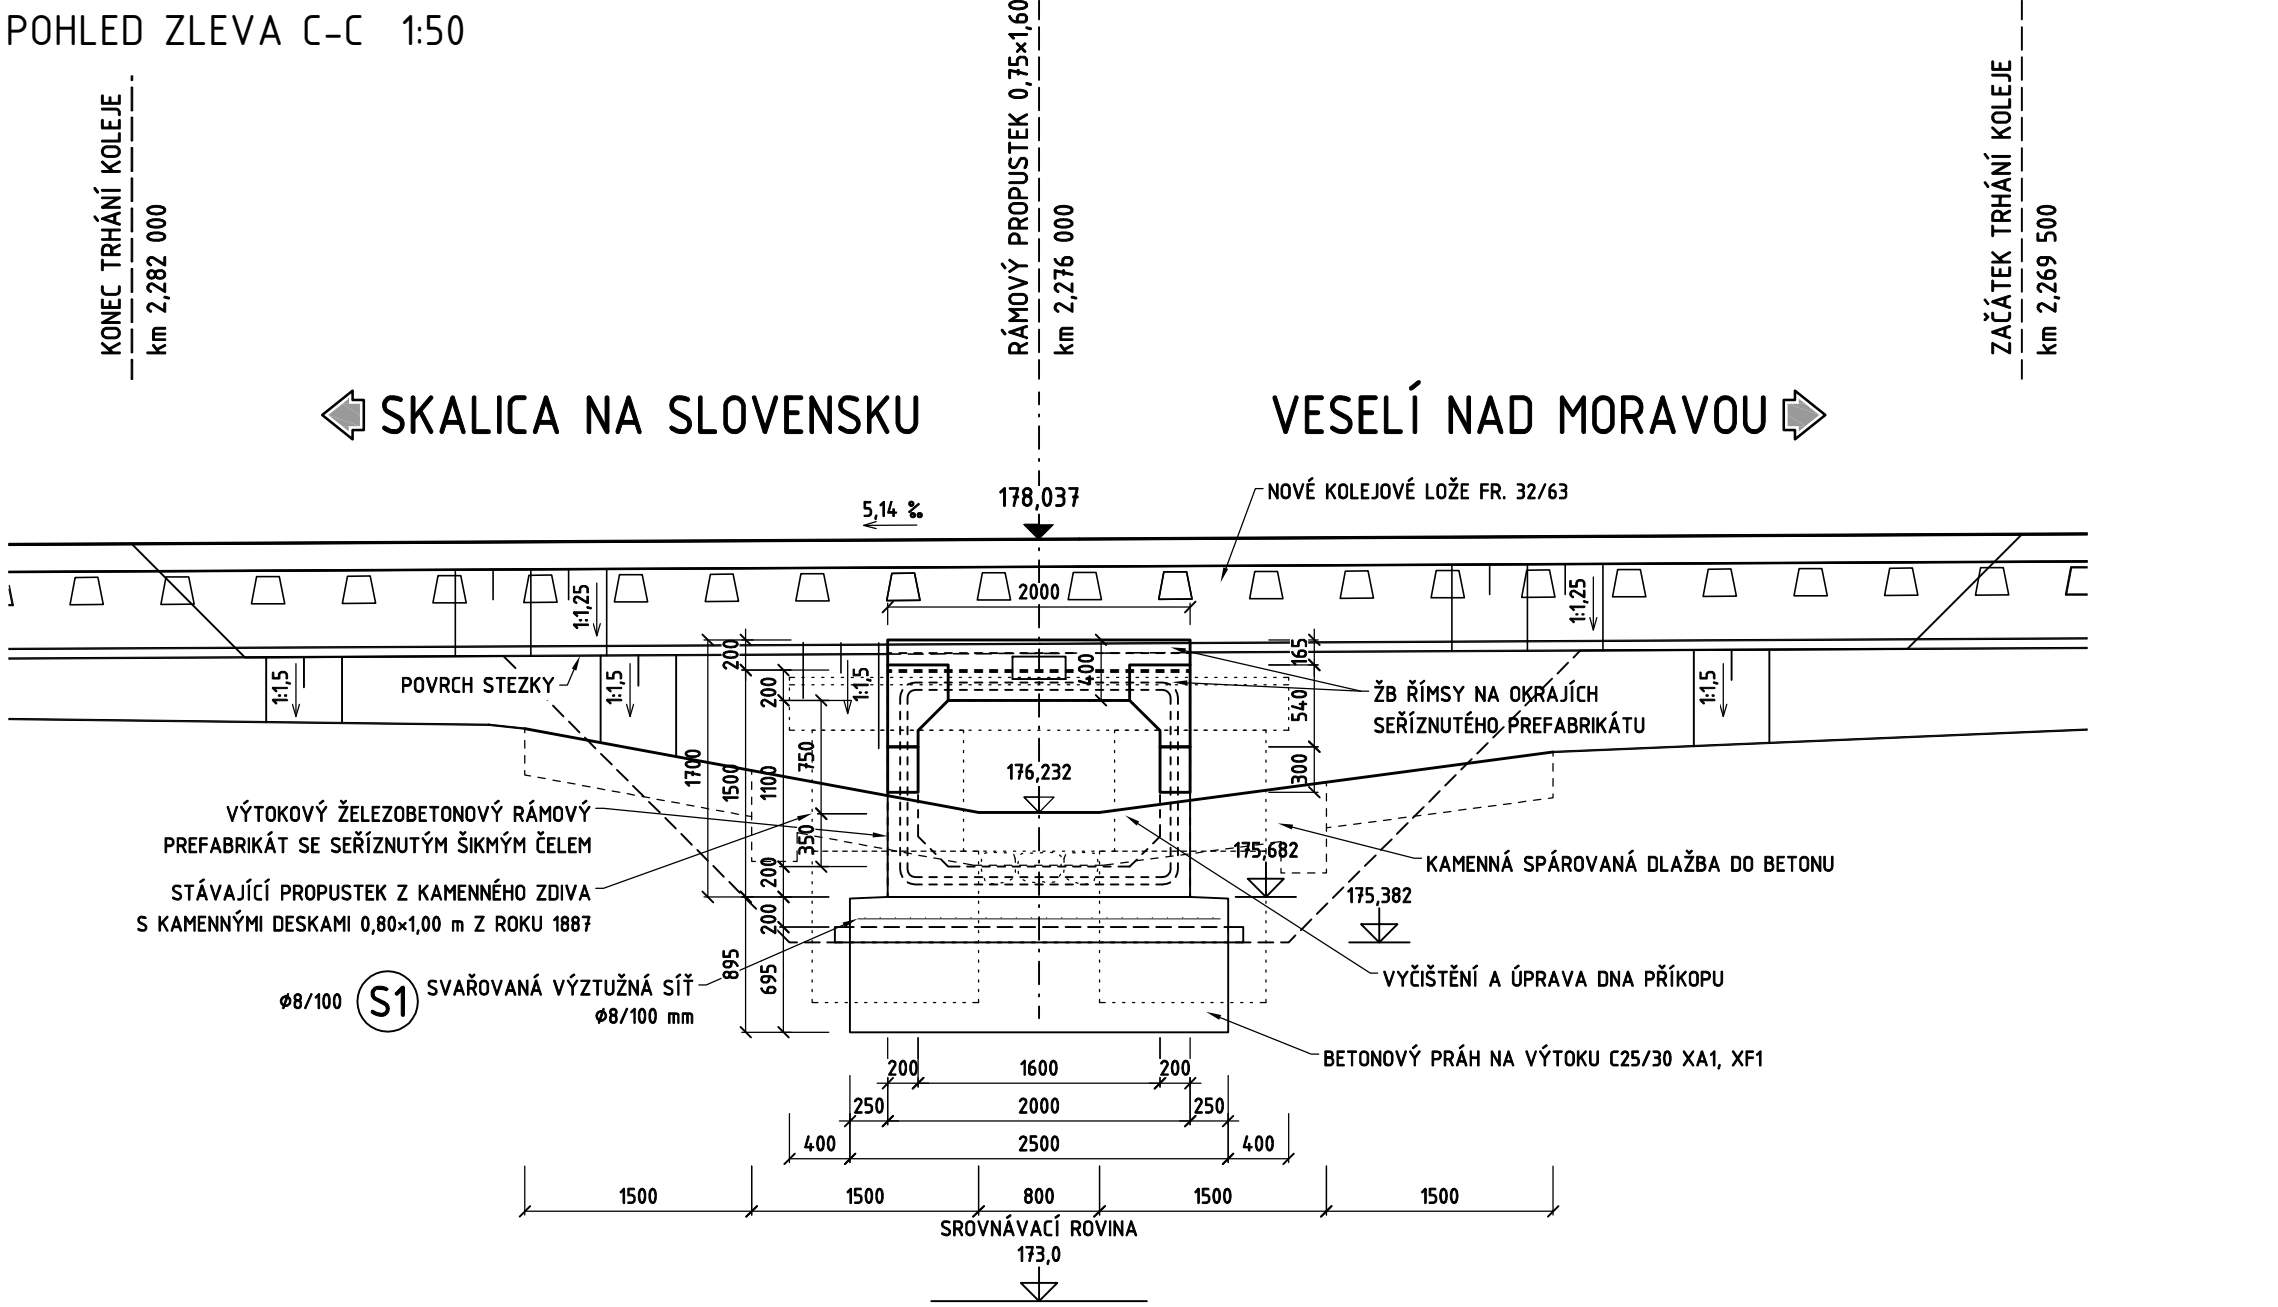 POHLED ZLEVA C-C 1:50
KONEC TRHÁNÍ KOLEJE
km 2,282 000
RÁMOVÝ PROPUSTEK 0,75×1,60
km 2,276 000
ZAČÁTEK TRHÁNÍ KOLEJE
km 2,269 500
SKALICA NA SLOVENSKU
VESELÍ NAD MORAVOU
NOVÉ KOLEJOVÉ LOŽE FR. 32/63
178,037
5,14 ‰
2000
1:1,25
1:1,25
200
165
400
1:1,5
POVRCH STEZKY
1:1,5
200
1:1,5
1:1,5
ŽB ŘÍMSY NA OKRAJÍCH
SEŘÍZNUTÉHO PREFABRIKÁTU
540
1700
1500
1100
750
176,232
300
VÝTOKOVÝ ŽELEZOBETONOVÝ RÁMOVÝ
PREFABRIKÁT SE SEŘÍZNUTÝM ŠIKMÝM ČELEM
350
175,682
KAMENNÁ SPÁROVANÁ DLAŽBA DO BETONU
200
STÁVAJÍCÍ PROPUSTEK Z KAMENNÉHO ZDIVA
S KAMENNÝMI DESKAMI 0,80×1,00 m Z ROKU 1887
175,382
200
895
695
VYČIŠTĚNÍ A ÚPRAVA DNA PŘÍKOPU
ø8/100
S1
SVAŘOVANÁ VÝZTUŽNÁ SÍŤ
ø8/100 mm
BETONOVÝ PRÁH NA VÝTOKU C25/30 XA1, XF1
200 1600 200
250 2000 250
400 2500 400
1500 1500 800 1500 1500
SROVNÁVACÍ ROVINA
173,0